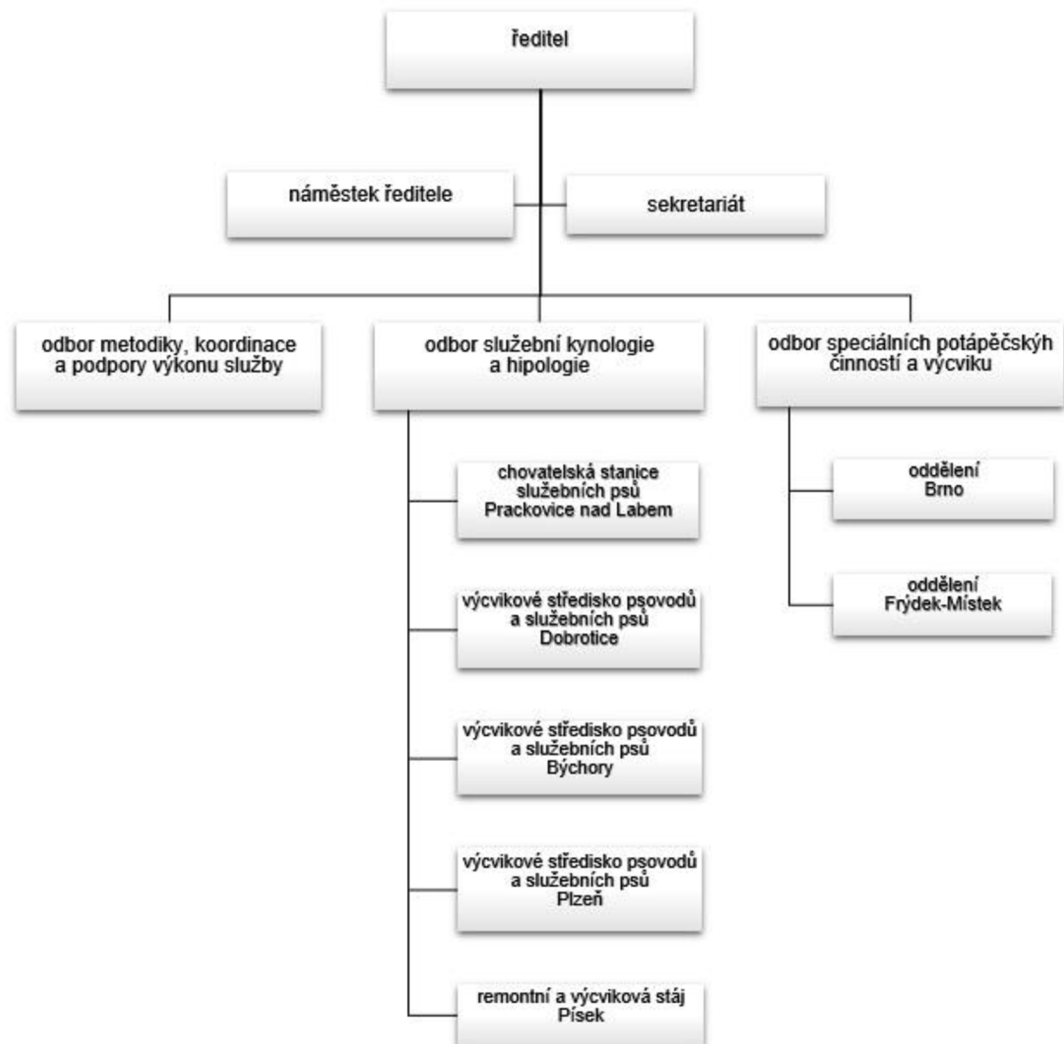 ředitel
náměstek ředitele
sekretariát
odbor metodiky, koordinace
a podpory výkonu služby
odbor služební kynologie
a hipologie
odbor speciálních potápěčskýh
činností a výcviku
chovatelská stanice
služebních psů
Prackovice nad Labem
výcvikové středisko psovodů
a služebních psů
Dobrotice
výcvikové středisko psovodů
a služebních psů
Býchory
výcvikové středisko psovodů
a služebních psů
Plzeň
remontní a výcviková stáj
Písek
oddělení
Brno
oddělení
Frýdek-Místek